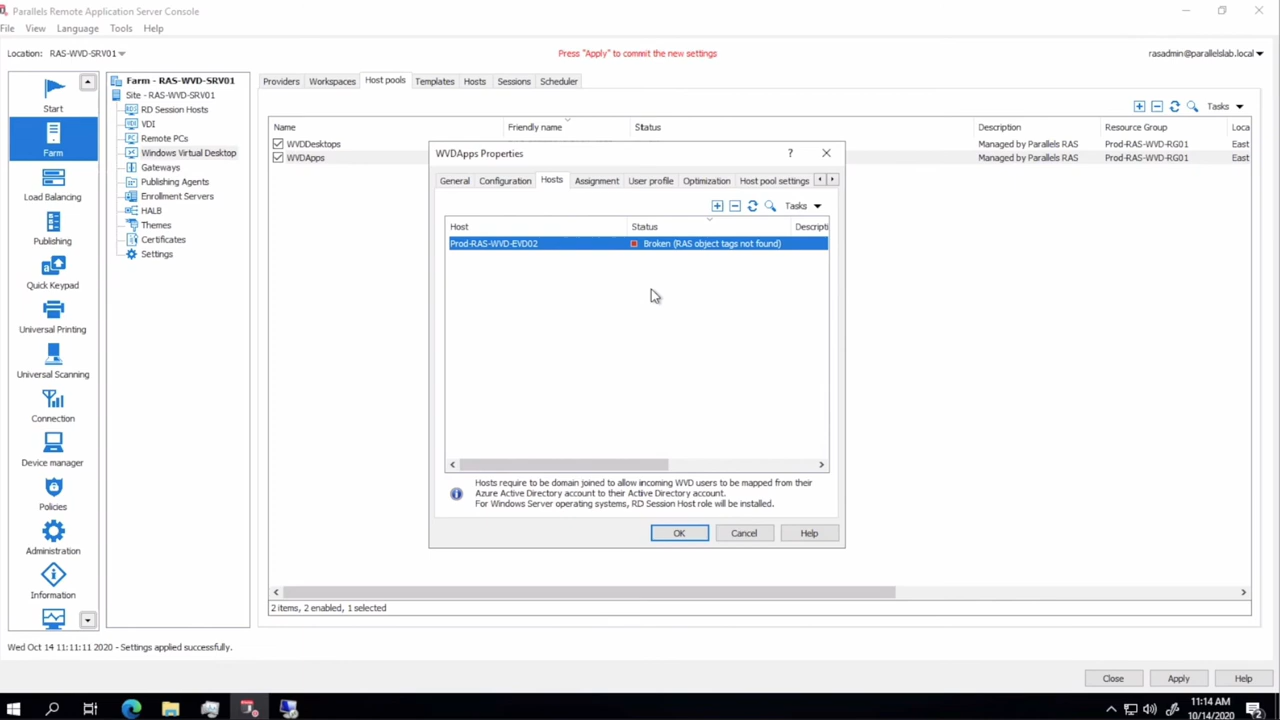 Parallels Remote Application Server Console
File View Language Tools Help
Location: RAS-WVD-SRV01
Press "Apply" to commit the new settings
rasadmin@parallelslab.local
Start
Farm
Load Balancing
Publishing
Quick Keypad
Universal Printing
Universal Scanning
Connection
Device manager
Policies
Administration
Information
Farm - RAS-WVD-SRV01
Site - RAS-WVD-SRV01
RD Session Hosts
VDI
Remote PCs
Windows Virtual Desktop
Gateways
Publishing Agents
Enrollment Servers
HALB
Themes
Certificates
Settings
Providers Workspaces Host pools Templates Hosts Sessions Scheduler
Tasks
Name Friendly name Status Description Resource Group Loca
WVDDesktops Managed by Parallels RAS Prod-RAS-WVD-RG01 East
WVDApps Managed by Parallels RAS Prod-RAS-WVD-RG01 East
WVDApps Properties
General Configuration Hosts Assignment User profile Optimization Host pool settings
Tasks
Host Status Descripti
Prod-RAS-WVD-EVD02 Broken (RAS object tags not found)
Hosts require to be domain joined to allow incoming WVD users to be mapped from their
Azure Active Directory account to their Active Directory account.
For Windows Server operating systems, RD Session Host role will be installed.
OK Cancel Help
2 items, 2 enabled, 1 selected
Wed Oct 14 11:11:11 2020 - Settings applied successfully.
Close Apply Help
11:14 AM
10/14/2020
2